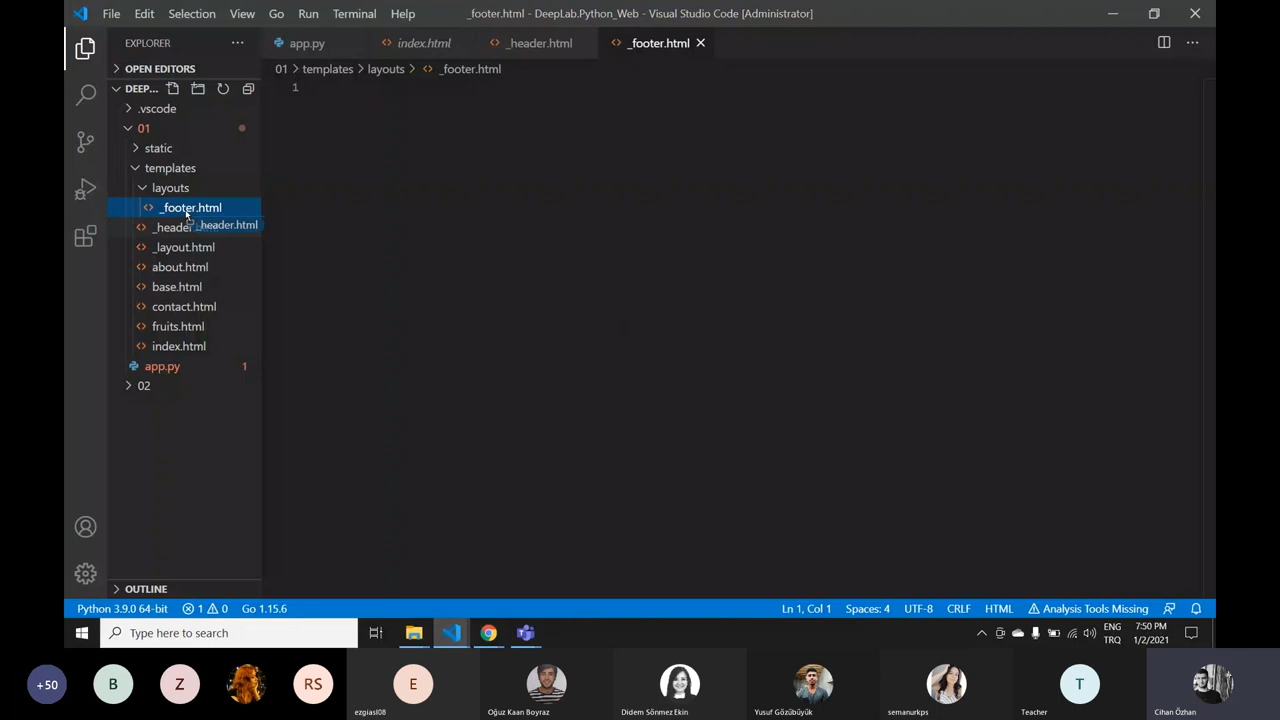 File Edit Selection View Go Run Terminal Help
_footer.html - DeepLab.Python_Web - Visual Studio Code [Administrator]
EXPLORER
app.py
index.html
_header.html
_footer.html
OPEN EDITORS
01 > templates > layouts > _footer.html
DEEP...
1
.vscode
01
static
templates
layouts
_footer.html
_header.html
_header.html
_layout.html
about.html
base.html
contact.html
fruits.html
index.html
app.py 1
02
OUTLINE
Python 3.9.0 64-bit 1 0 Go 1.15.6
Ln 1, Col 1 Spaces: 4 UTF-8 CRLF HTML Analysis Tools Missing
Type here to search
ENG
TRQ
7:50 PM
1/2/2021
+50 B Z RS E T
ezgiasl08
Oğuz Kaan Boyraz
Didem Sönmez Ekin
Yusuf Gözübüyük
semanurkps
Teacher
Cihan Özhan